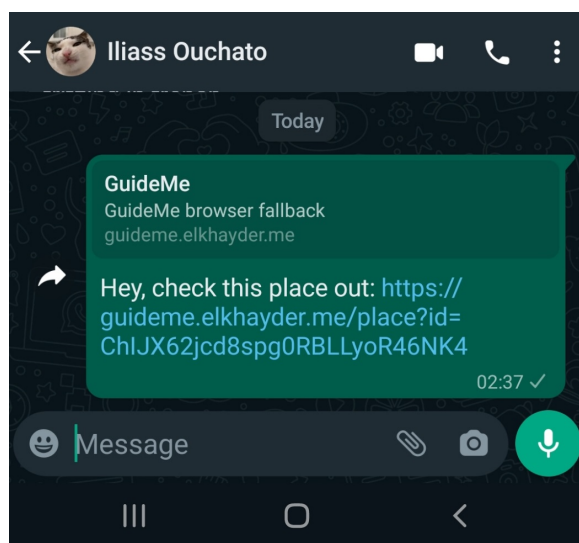 Iliass Ouchato
Today
GuideMe
GuideMe browser fallback
guideme.elkhayder.me
Hey, check this place out: https://
guideme.elkhayder.me/place?id=
ChIJX62jcd8spg0RBLLyoR46NK4
02:37
Message